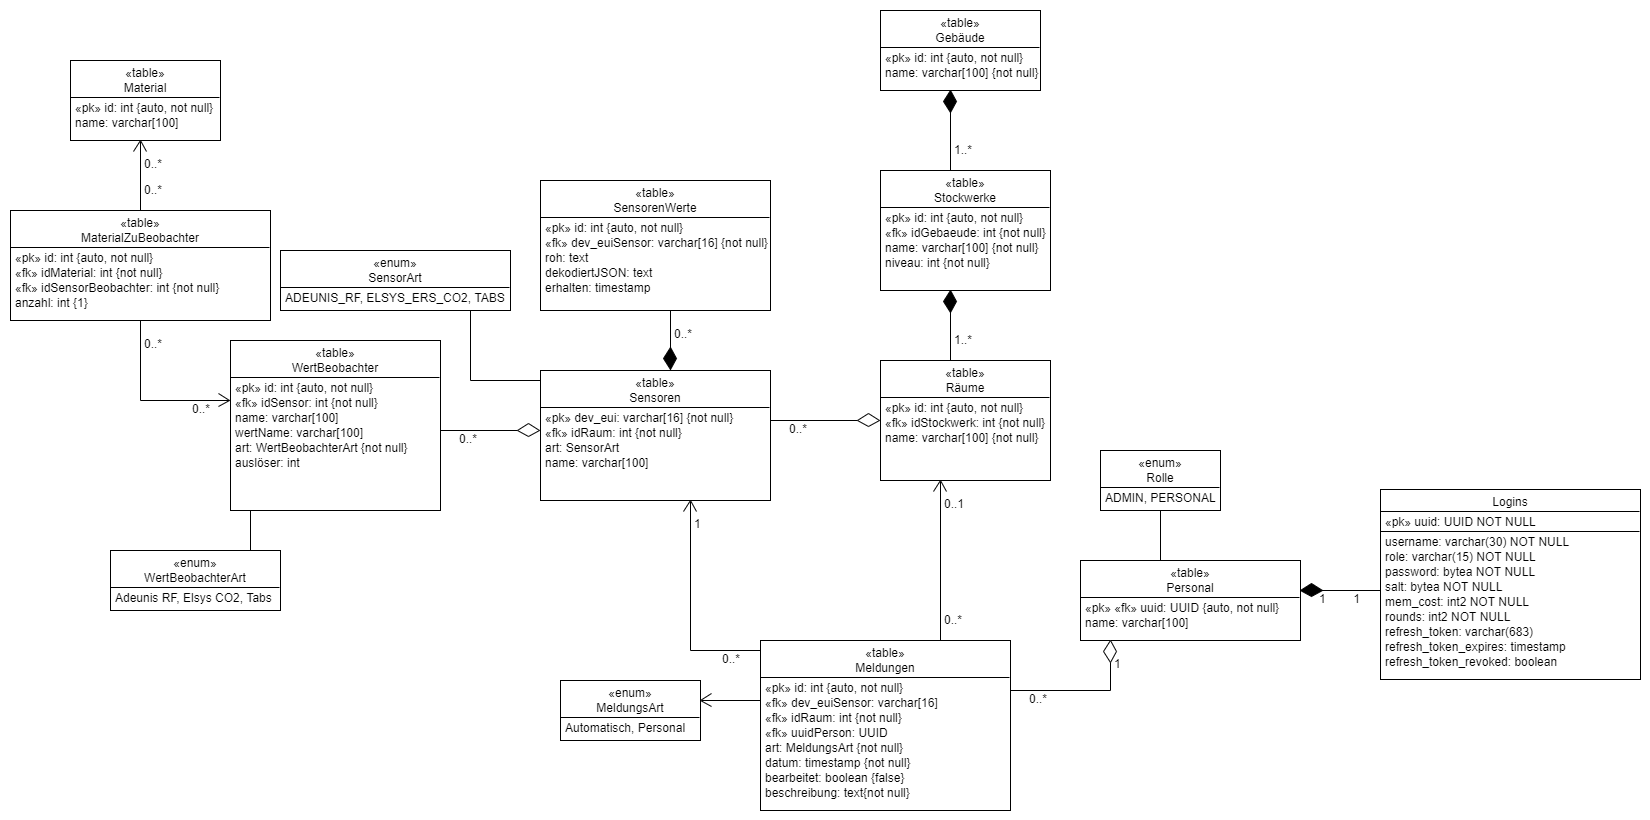 «table»
Gebäude
«pk» id: int {auto, not null}
name: varchar[100] {not null}
1..*
«table»
Material
«pk» id: int {auto, not null}
name: varchar[100]
0..*
0..*
«table»
MaterialZuBeobachter
«pk» id: int {auto, not null}
«fk» idMaterial: int {not null}
«fk» idSensorBeobachter: int {not null}
anzahl: int {1}
0..*
0..*
«enum»
SensorArt
ADEUNIS_RF, ELSYS_ERS_CO2, TABS
«table»
SensorenWerte
«pk» id: int {auto, not null}
«fk» dev_euiSensor: varchar[16] {not null}
roh: text
dekodiertJSON: text
erhalten: timestamp
0..*
«table»
Stockwerke
«pk» id: int {auto, not null}
«fk» idGebaeude: int {not null}
name: varchar[100] {not null}
niveau: int {not null}
1..*
«table»
WertBeobachter
«pk» id: int {auto, not null}
«fk» idSensor: int {not null}
name: varchar[100]
wertName: varchar[100]
art: WertBeobachterArt {not null}
auslöser: int
0..*
«table»
Sensoren
«pk» dev_eui: varchar[16] {not null}
«fk» idRaum: int {not null}
art: SensorArt
name: varchar[100]
0..*
«table»
Räume
«pk» id: int {auto, not null}
«fk» idStockwerk: int {not null}
name: varchar[100] {not null}
0..1
1
«enum»
WertBeobachterArt
Adeunis RF, Elsys CO2, Tabs
«enum»
Rolle
ADMIN, PERSONAL
«table»
Personal
«pk» «fk» uuid: UUID {auto, not null}
name: varchar[100]
1
1
1
Logins
«pk» uuid: UUID NOT NULL
username: varchar(30) NOT NULL
role: varchar(15) NOT NULL
password: bytea NOT NULL
salt: bytea NOT NULL
mem_cost: int2 NOT NULL
rounds: int2 NOT NULL
refresh_token: varchar(683)
refresh_token_expires: timestamp
refresh_token_revoked: boolean
0..*
0..*
0..*
«enum»
MeldungsArt
Automatisch, Personal
«table»
Meldungen
«pk» id: int {auto, not null}
«fk» dev_euiSensor: varchar[16]
«fk» idRaum: int {not null}
«fk» uuidPerson: UUID
art: MeldungsArt {not null}
datum: timestamp {not null}
bearbeitet: boolean {false}
beschreibung: text{not null}